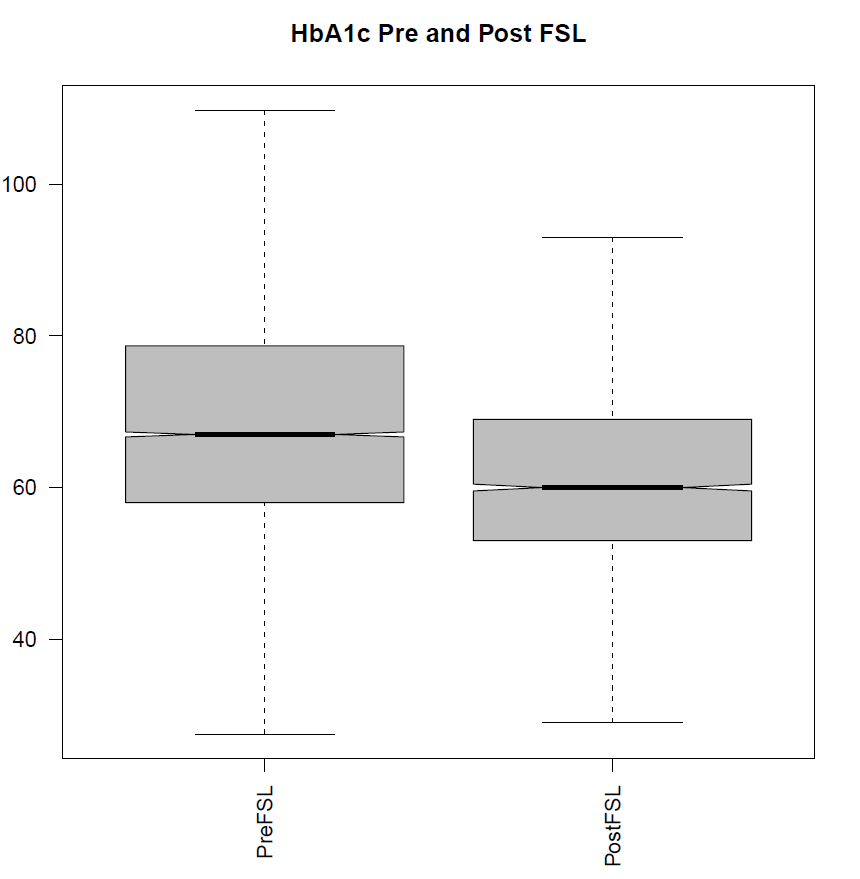 HbA1c Pre and Post FSL
100
80
60
40
PreFSL
PostFSL